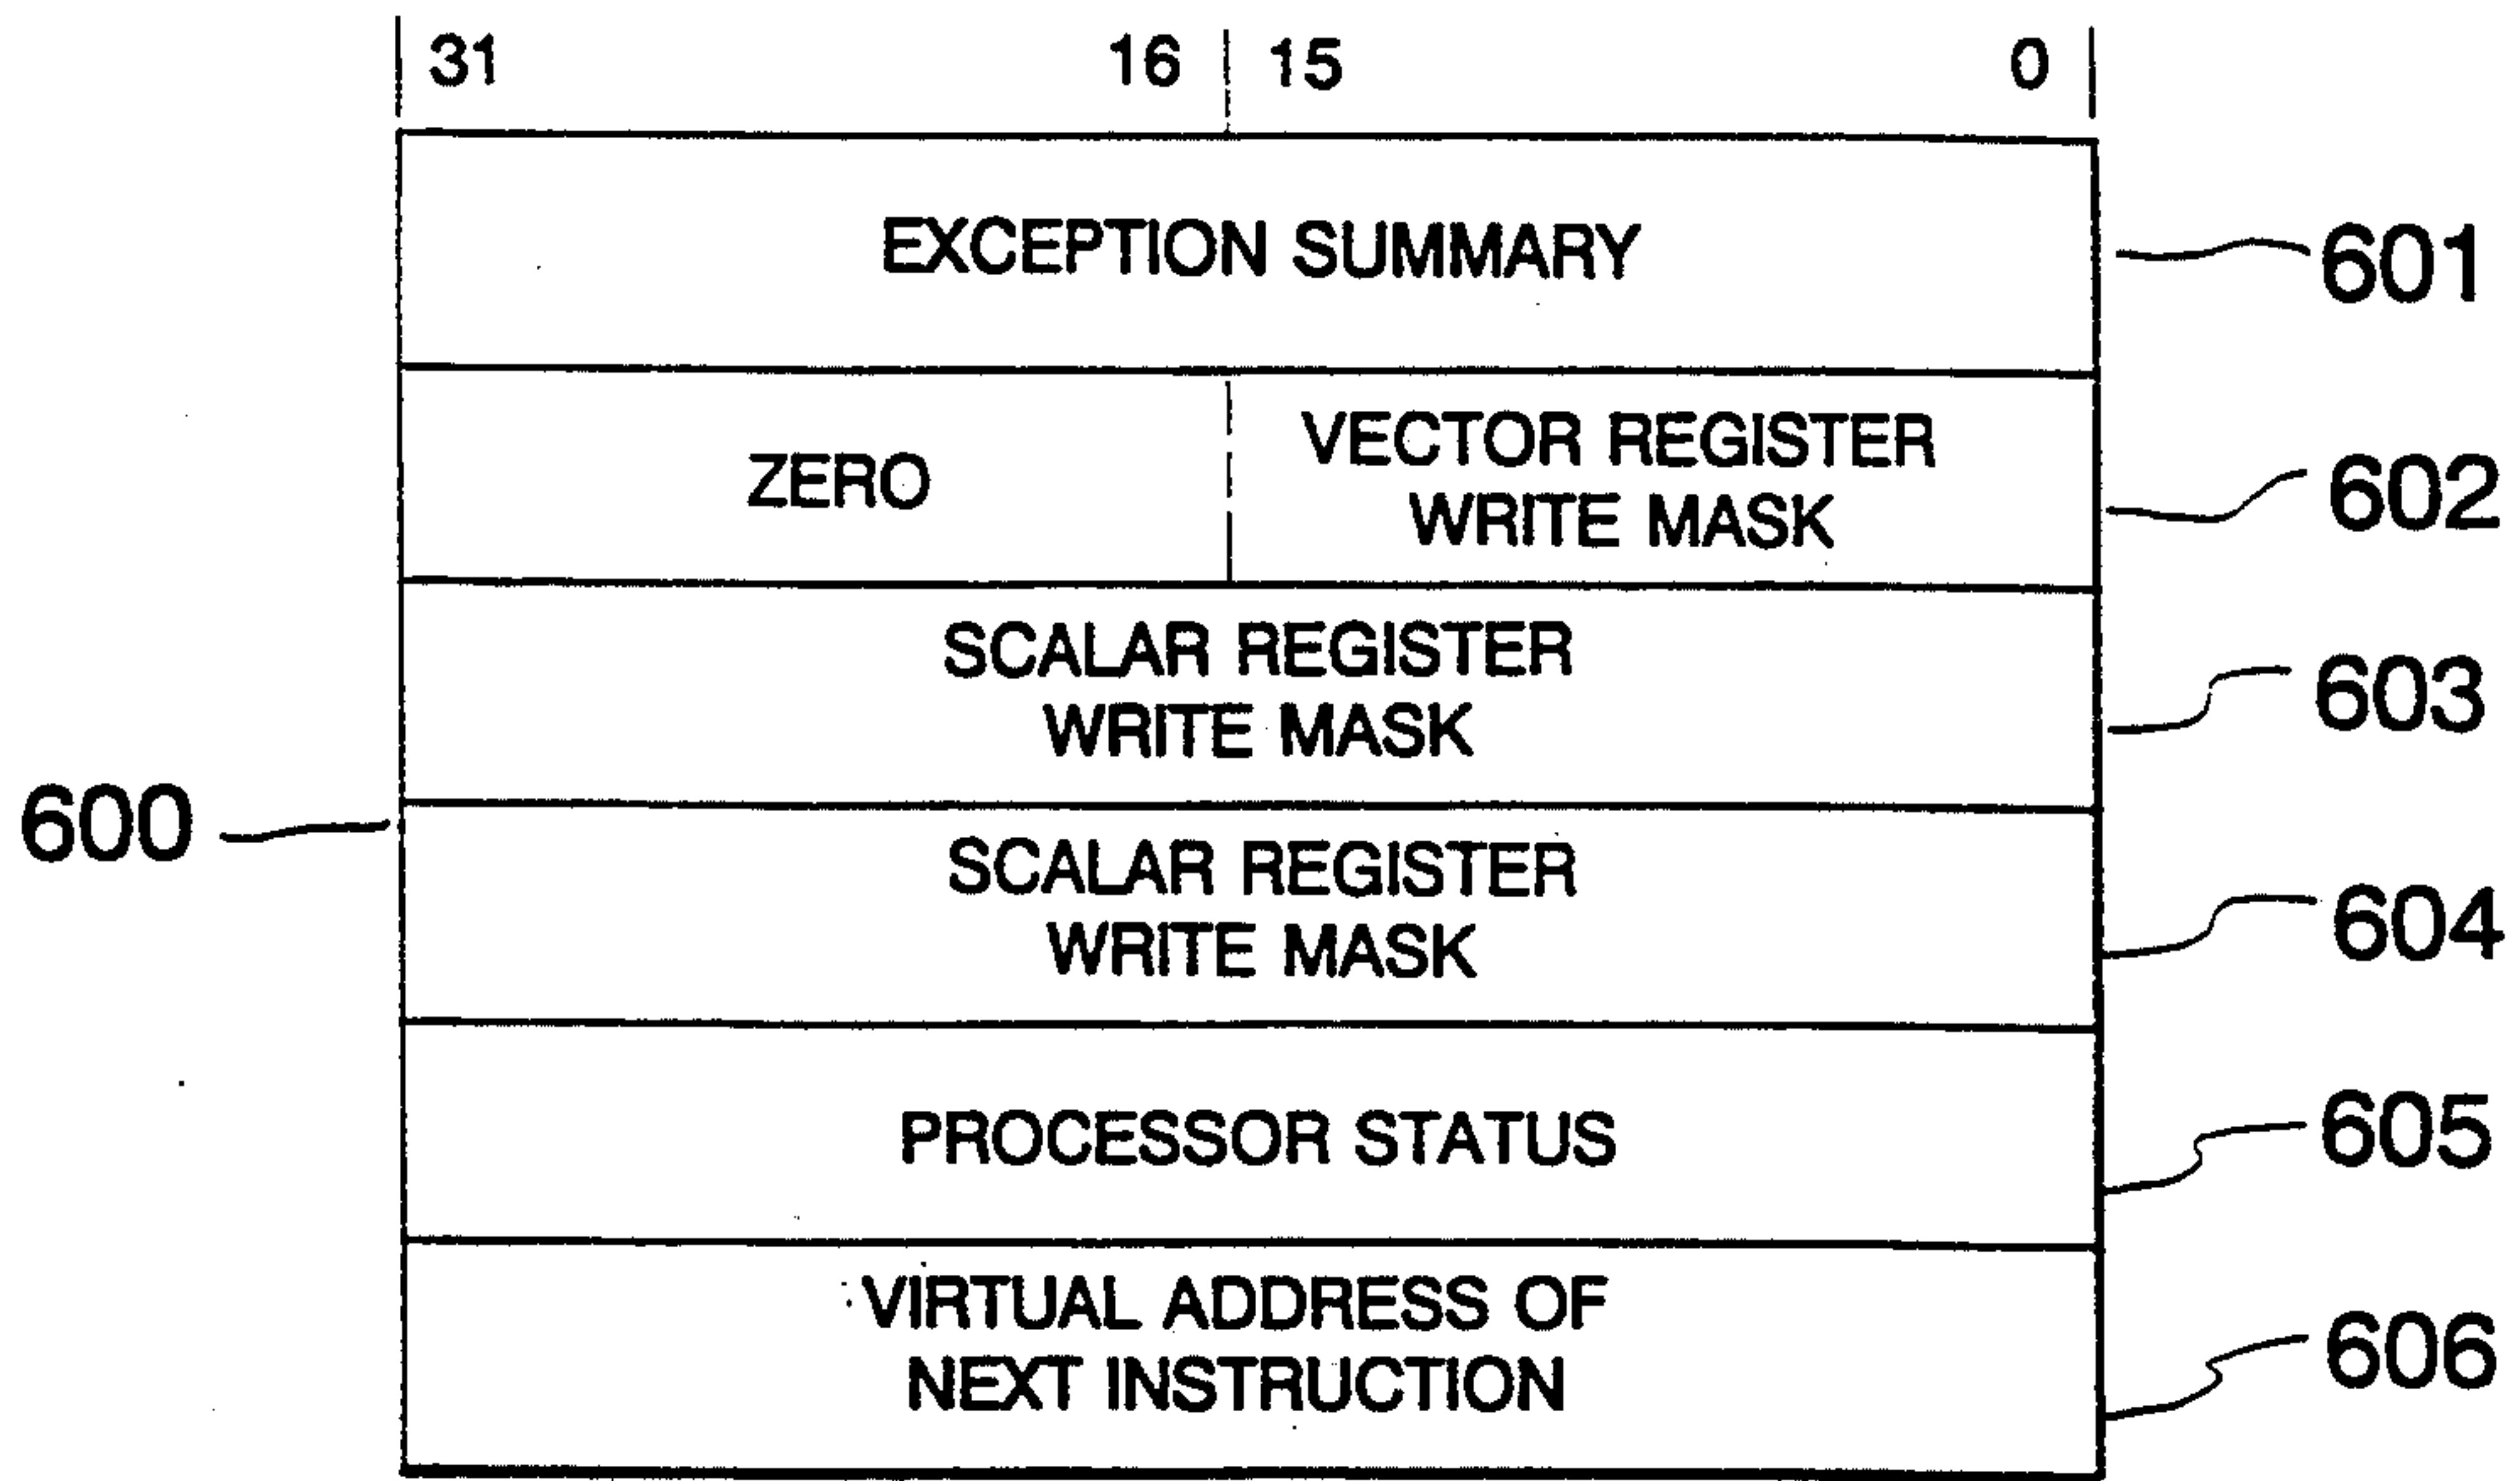 31 16 15 0
EXCEPTION SUMMARY
601
ZERO
VECTOR REGISTER
WRITE MASK
602
SCALAR REGISTER
WRITE MASK
603
600
SCALAR REGISTER
WRITE MASK
604
PROCESSOR STATUS
605
VIRTUAL ADDRESS OF
NEXT INSTRUCTION
606